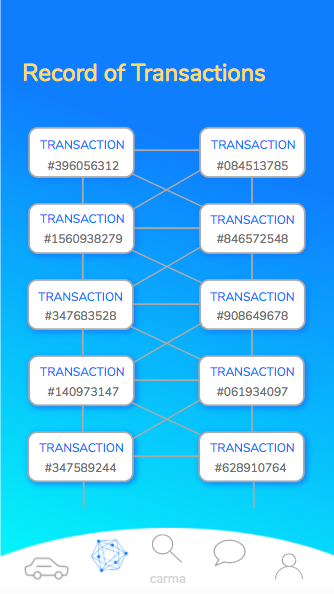 Record of Transactions
TRANSACTION
#396056312
TRANSACTION
#084513785
TRANSACTION
#1560938279
TRANSACTION
#846572548
TRANSACTION
#347683528
TRANSACTION
#908649678
TRANSACTION
#140973147
TRANSACTION
#061934097
TRANSACTION
#347589244
TRANSACTION
#628910764
carma